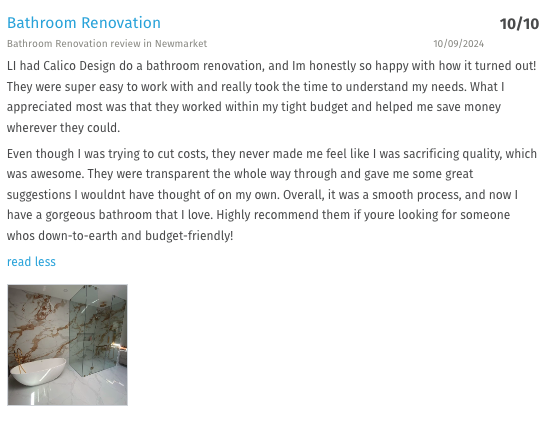 Bathroom Renovation
10/10
Bathroom Renovation review in Newmarket
10/09/2024
LI had Calico Design do a bathroom renovation, and Im honestly so happy with how it turned out!
They were super easy to work with and really took the time to understand my needs. What I
appreciated most was that they worked within my tight budget and helped me save money
wherever they could.
Even though I was trying to cut costs, they never made me feel like I was sacrificing quality, which
was awesome. They were transparent the whole way through and gave me some great
suggestions I wouldnt have thought of on my own. Overall, it was a smooth process, and now I
have a gorgeous bathroom that I love. Highly recommend them if youre looking for someone
whos down-to-earth and budget-friendly!
read less